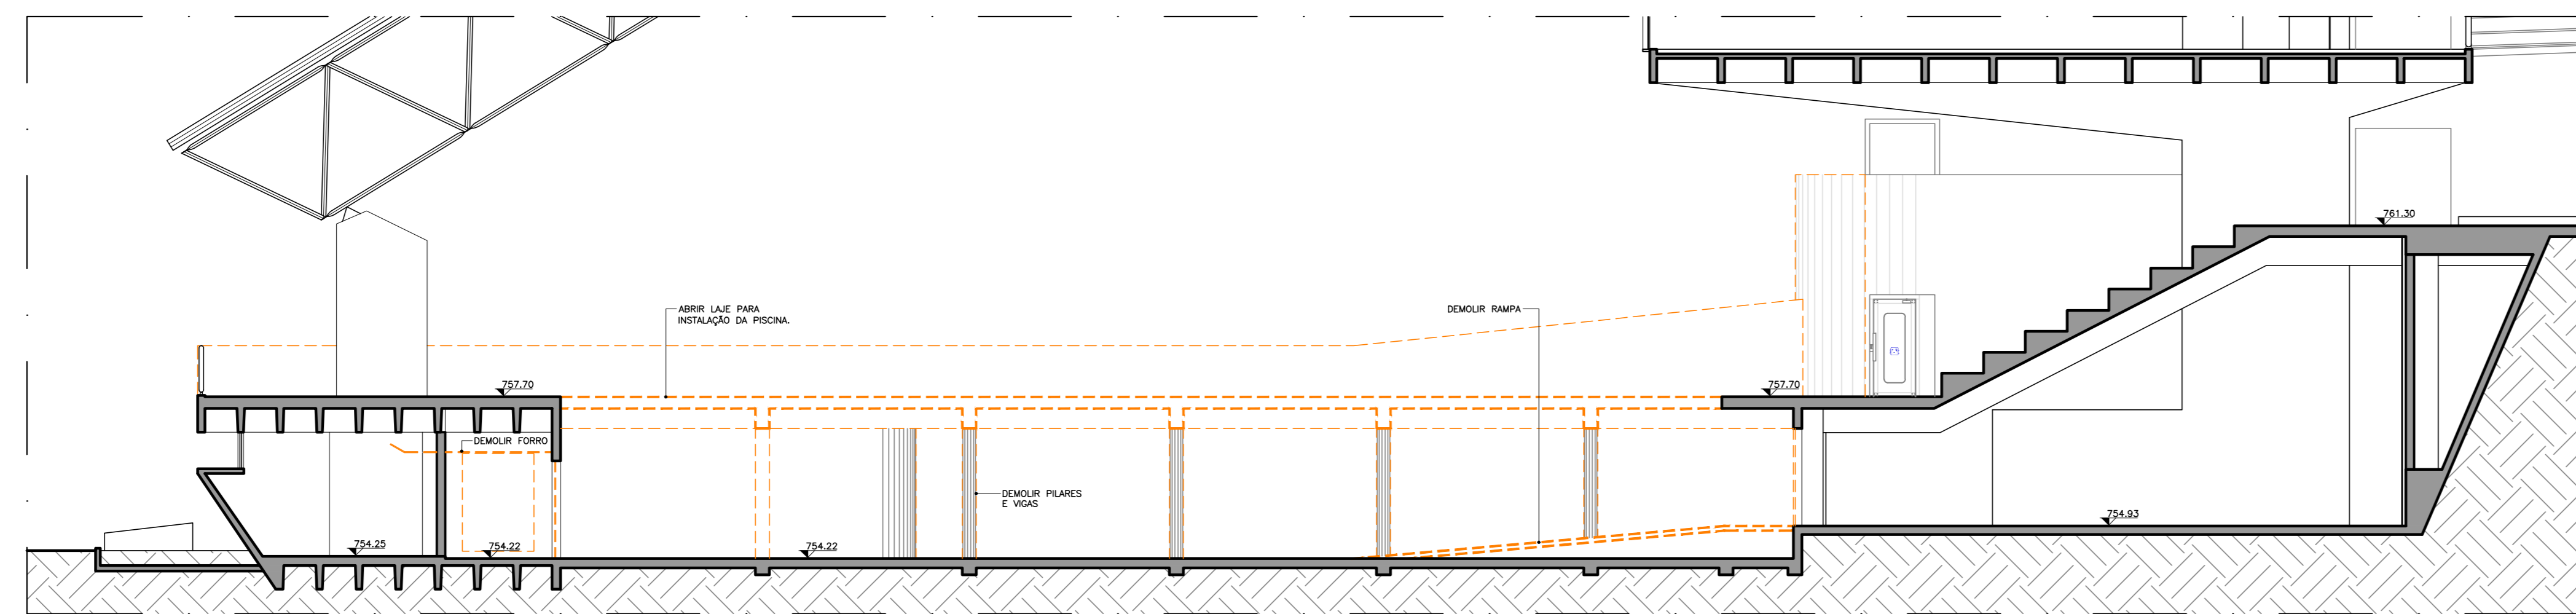 761.30
ABRIR LAJE PARA
INSTALAÇÃO DA PISCINA.
DEMOLIR RAMPA
757.70
757.70
DEMOLIR FORRO
DEMOLIR PILARES
E VIGAS
754.93
754.25
754.22
754.22